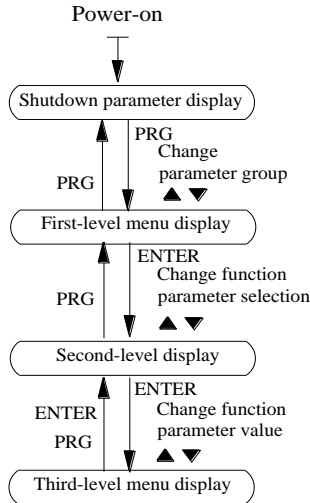 Power-on
Shutdown parameter display
PRG
Change
parameter group
▲ ▼
PRG
First-level menu display
ENTER
Change function
parameter selection
▲ ▼
PRG
Second-level display
ENTER
Change function
parameter value
▲ ▼
ENTER
PRG
Third-level menu display